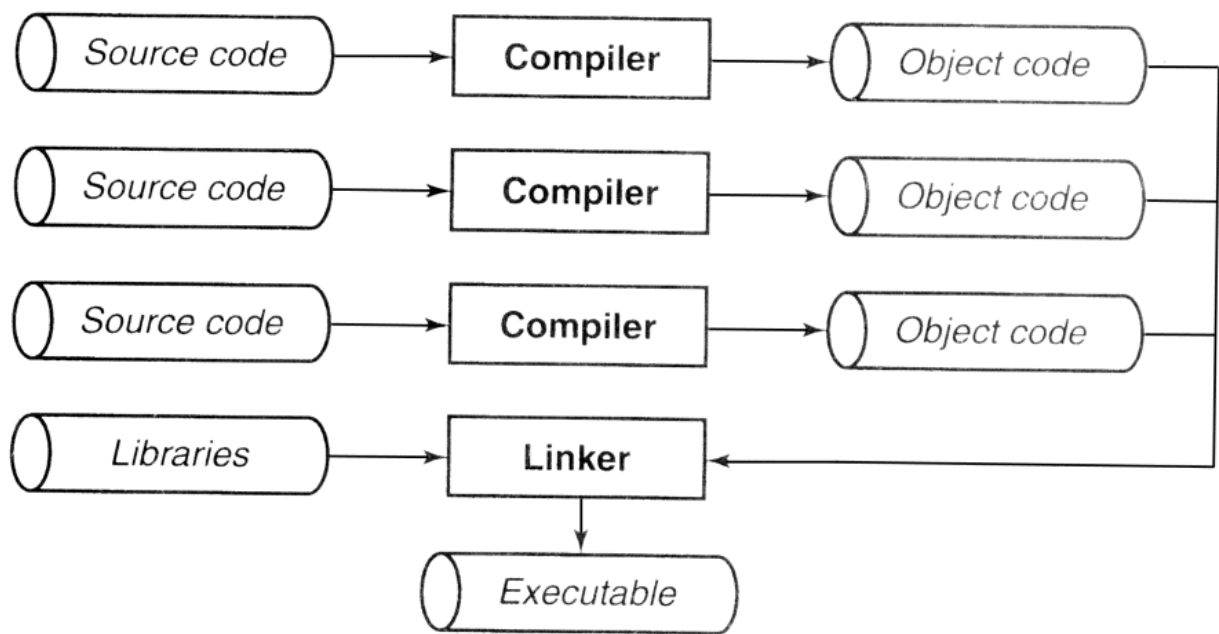 Source code
Compiler
Object code
Source code
Compiler
Object code
Source code
Compiler
Object code
Libraries
Linker
Executable